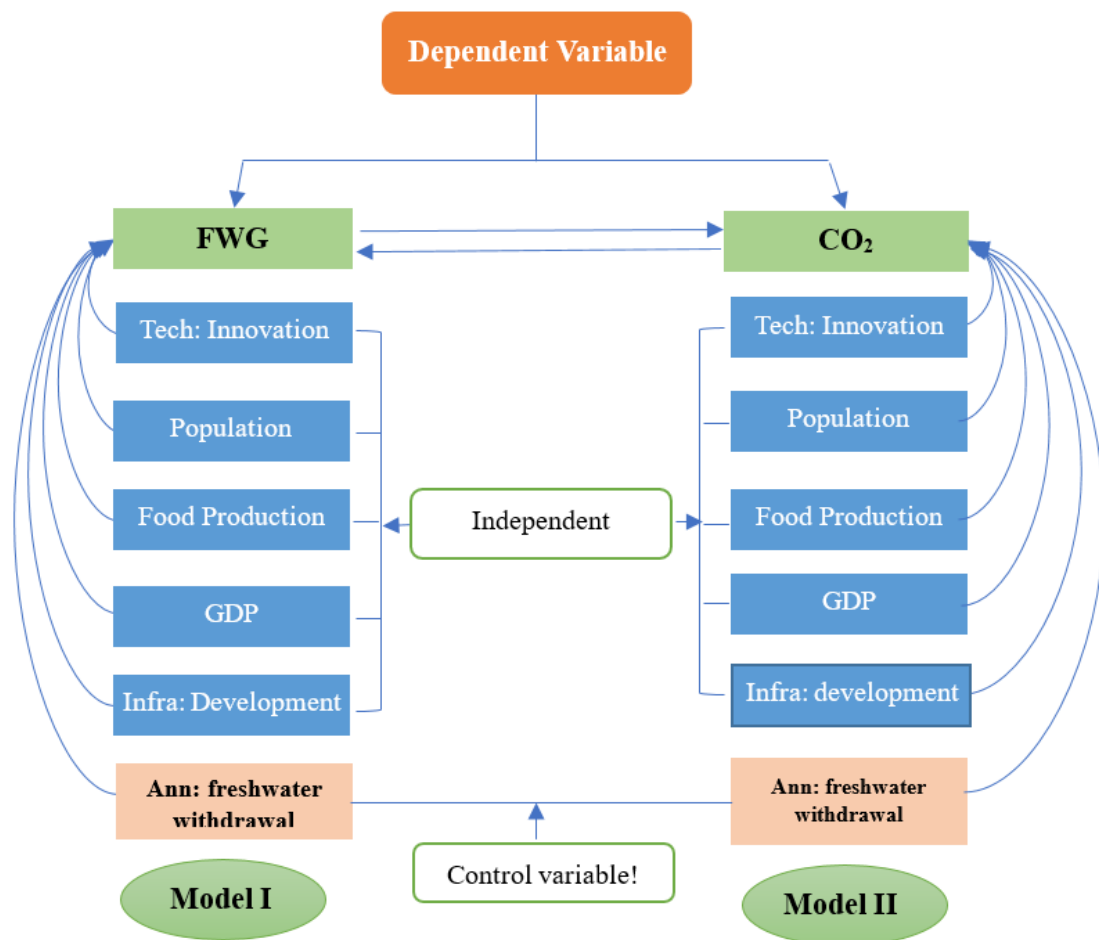 Dependent Variable
FWG
CO₂
Tech: Innovation
Tech: Innovation
Population
Population
Food Production
Independent
Food Production
GDP
GDP
Infra: Development
Infra: development
Ann: freshwater
withdrawal
Ann: freshwater
withdrawal
Control variable!
Model I
Model II